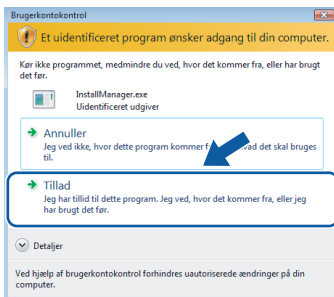 Brugerkontokontrol
Et uidentificeret program ønsker adgang til din computer.
Kør ikke programmet, medmindre du ved, hvor det kommer fra, eller har brugt
det før.
InstallManager.exe
Uidentificeret udgiver
Annuller
Jeg ved ikke, hvor dette program kommer f ad det skal bruges
til.
Tillad
Jeg har tillid til dette program. Jeg ved, hvor det kommer fra, eller jeg
har brugt det før.
Detaljer
Ved hjælp af brugerkontokontrol forhindres uautoriserede ændringer på din
computer.